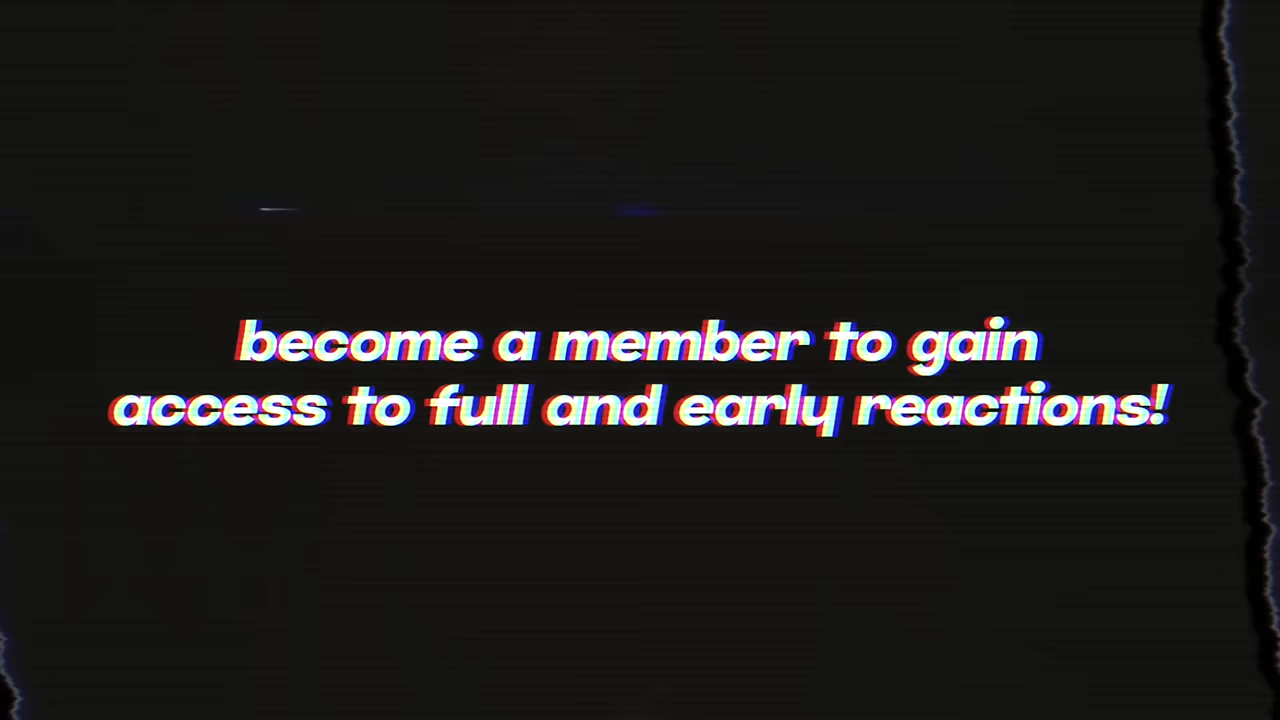 become a member to gain
access to full and early reactions!